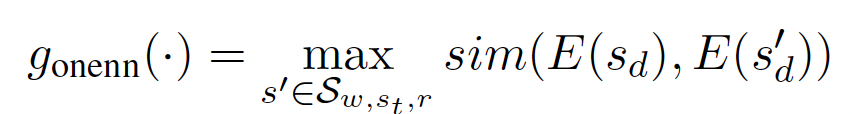 g_onenn(·) = max_{s′∈𝒮_{w,s_t,r}} sim(E(s_d), E(s′_d))